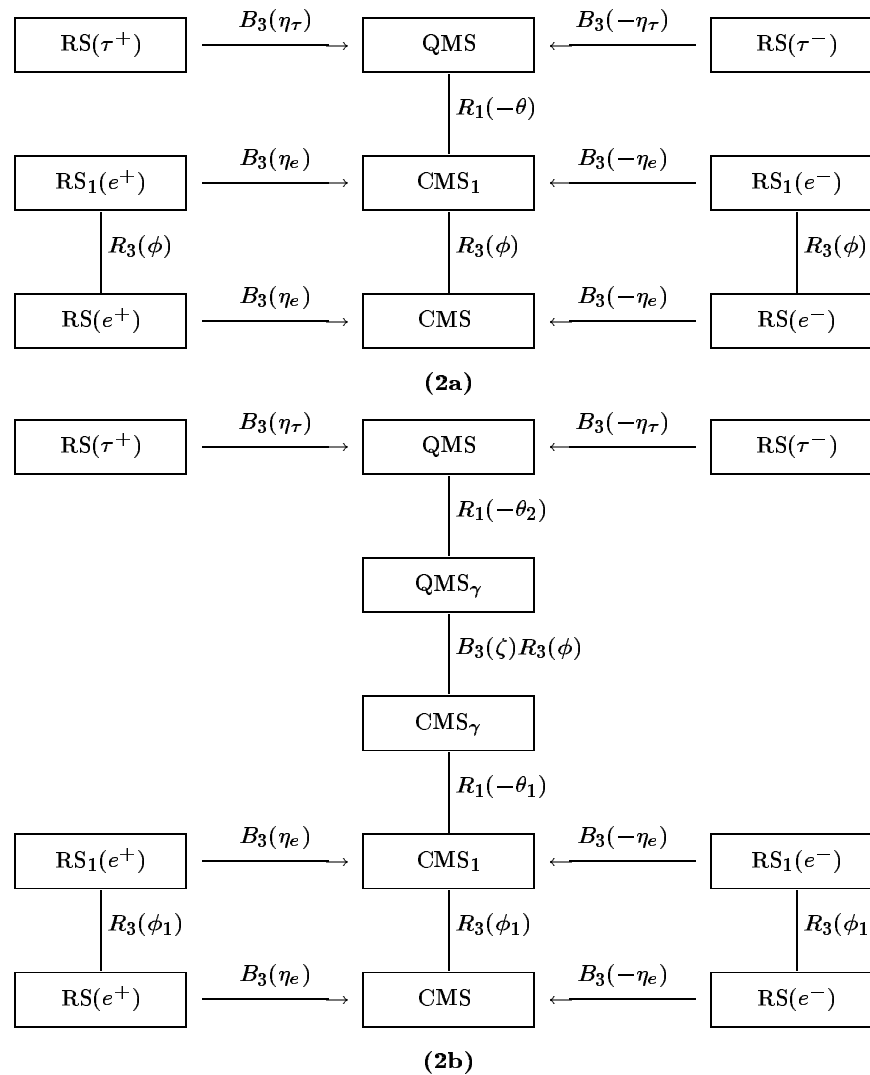 B₃(η_τ) B₃(−η_τ)
RS(τ⁺) QMS RS(τ⁻)
R₁(−θ)
B₃(η_e) B₃(−η_e)
RS₁(e⁺) CMS₁ RS₁(e⁻)
R₃(ϕ) R₃(ϕ) R₃(ϕ)
B₃(η_e) B₃(−η_e)
RS(e⁺) CMS RS(e⁻)
(2a)
B₃(η_τ) B₃(−η_τ)
RS(τ⁺) QMS RS(τ⁻)
R₁(−θ₂)
QMS_γ
B₃(ζ)R₃(ϕ)
CMS_γ
R₁(−θ₁)
B₃(η_e) B₃(−η_e)
RS₁(e⁺) CMS₁ RS₁(e⁻)
R₃(ϕ₁) R₃(ϕ₁) R₃(ϕ₁
B₃(η_e) B₃(−η_e)
RS(e⁺) CMS RS(e⁻)
(2b)